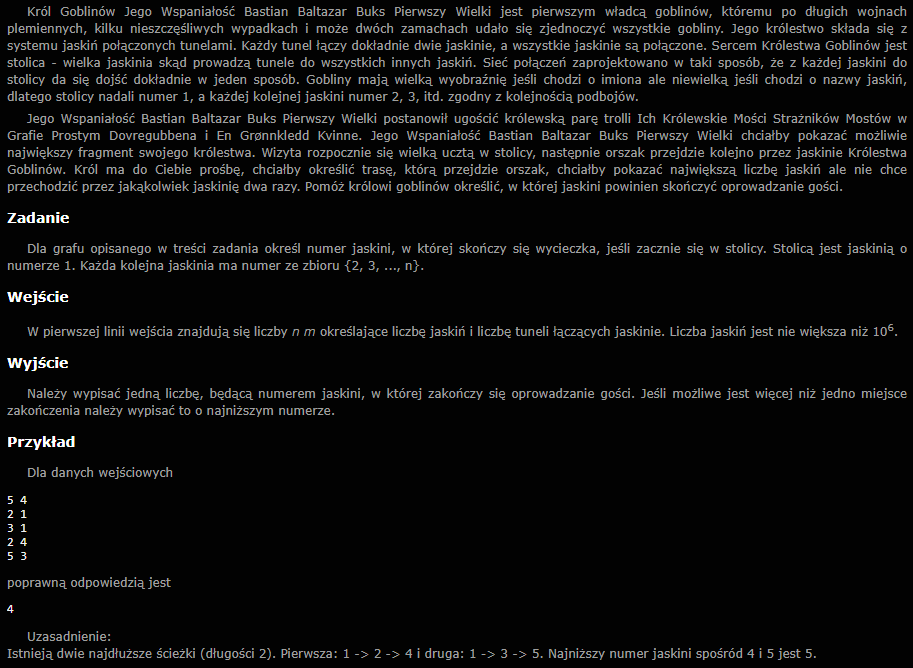 Król Goblinów Jego Wspaniałość Bastian Baltazar Buks Pierwszy Wielki jest pierwszym władcą goblinów, któremu po długich wojnach
plemiennych, kilku nieszczęśliwych wypadkach i może dwóch zamachach udało się zjednoczyć wszystkie gobliny. Jego królestwo składa się z
systemu jaskiń połączonych tunelami. Każdy tunel łączy dokładnie dwie jaskinie, a wszystkie jaskinie są połączone. Sercem Królestwa Goblinów jest
stolica - wielka jaskinia skąd prowadzą tunele do wszystkich innych jaskiń. Sieć połączeń zaprojektowano w taki sposób, że z każdej jaskini do
stolicy da się dojść dokładnie w jeden sposób. Gobliny mają wielką wyobraźnię jeśli chodzi o imiona ale niewielką jeśli chodzi o nazwy jaskiń,
dlatego stolicy nadali numer 1, a każdej kolejnej jaskini numer 2, 3, itd. zgodny z kolejnością podbojów.
Jego Wspaniałość Bastian Baltazar Buks Pierwszy Wielki postanowił ugościć królewską parę trolli Ich Królewskie Mości Strażników Mostów w
Grafie Prostym Dovregubbena i En Grønnkledd Kvinne. Jego Wspaniałość Bastian Baltazar Buks Pierwszy Wielki chciałby pokazać możliwie
największy fragment swojego królestwa. Wizyta rozpocznie się wielką ucztą w stolicy, następnie orszak przejdzie kolejno przez jaskinie Królestwa
Goblinów. Król ma do Ciebie prośbę, chciałby określić trasę, którą przejdzie orszak, chciałby pokazać największą liczbę jaskiń ale nie chce
przechodzić przez jakąkolwiek jaskinię dwa razy. Pomóż królowi goblinów określić, w której jaskini powinien skończyć oprowadzanie gości.
Zadanie
Dla grafu opisanego w treści zadania określ numer jaskini, w której skończy się wycieczka, jeśli zacznie się w stolicy. Stolicą jest jaskinią o
numerze 1. Każda kolejna jaskinia ma numer ze zbioru {2, 3, ..., n}.
Wejście
W pierwszej linii wejścia znajdują się liczby n m określające liczbę jaskiń i liczbę tuneli łączących jaskinie. Liczba jaskiń jest nie większa niż 10⁶.
Wyjście
Należy wypisać jedną liczbę, będącą numerem jaskini, w której zakończy się oprowadzanie gości. Jeśli możliwe jest więcej niż jedno miejsce
zakończenia należy wypisać to o najniższym numerze.
Przykład
Dla danych wejściowych
5 4
2 1
3 1
2 4
5 3
poprawną odpowiedzią jest
4
Uzasadnienie:
Istnieją dwie najdłuższe ścieżki (długości 2). Pierwsza: 1 -> 2 -> 4 i druga: 1 -> 3 -> 5. Najniższy numer jaskini spośród 4 i 5 jest 5.